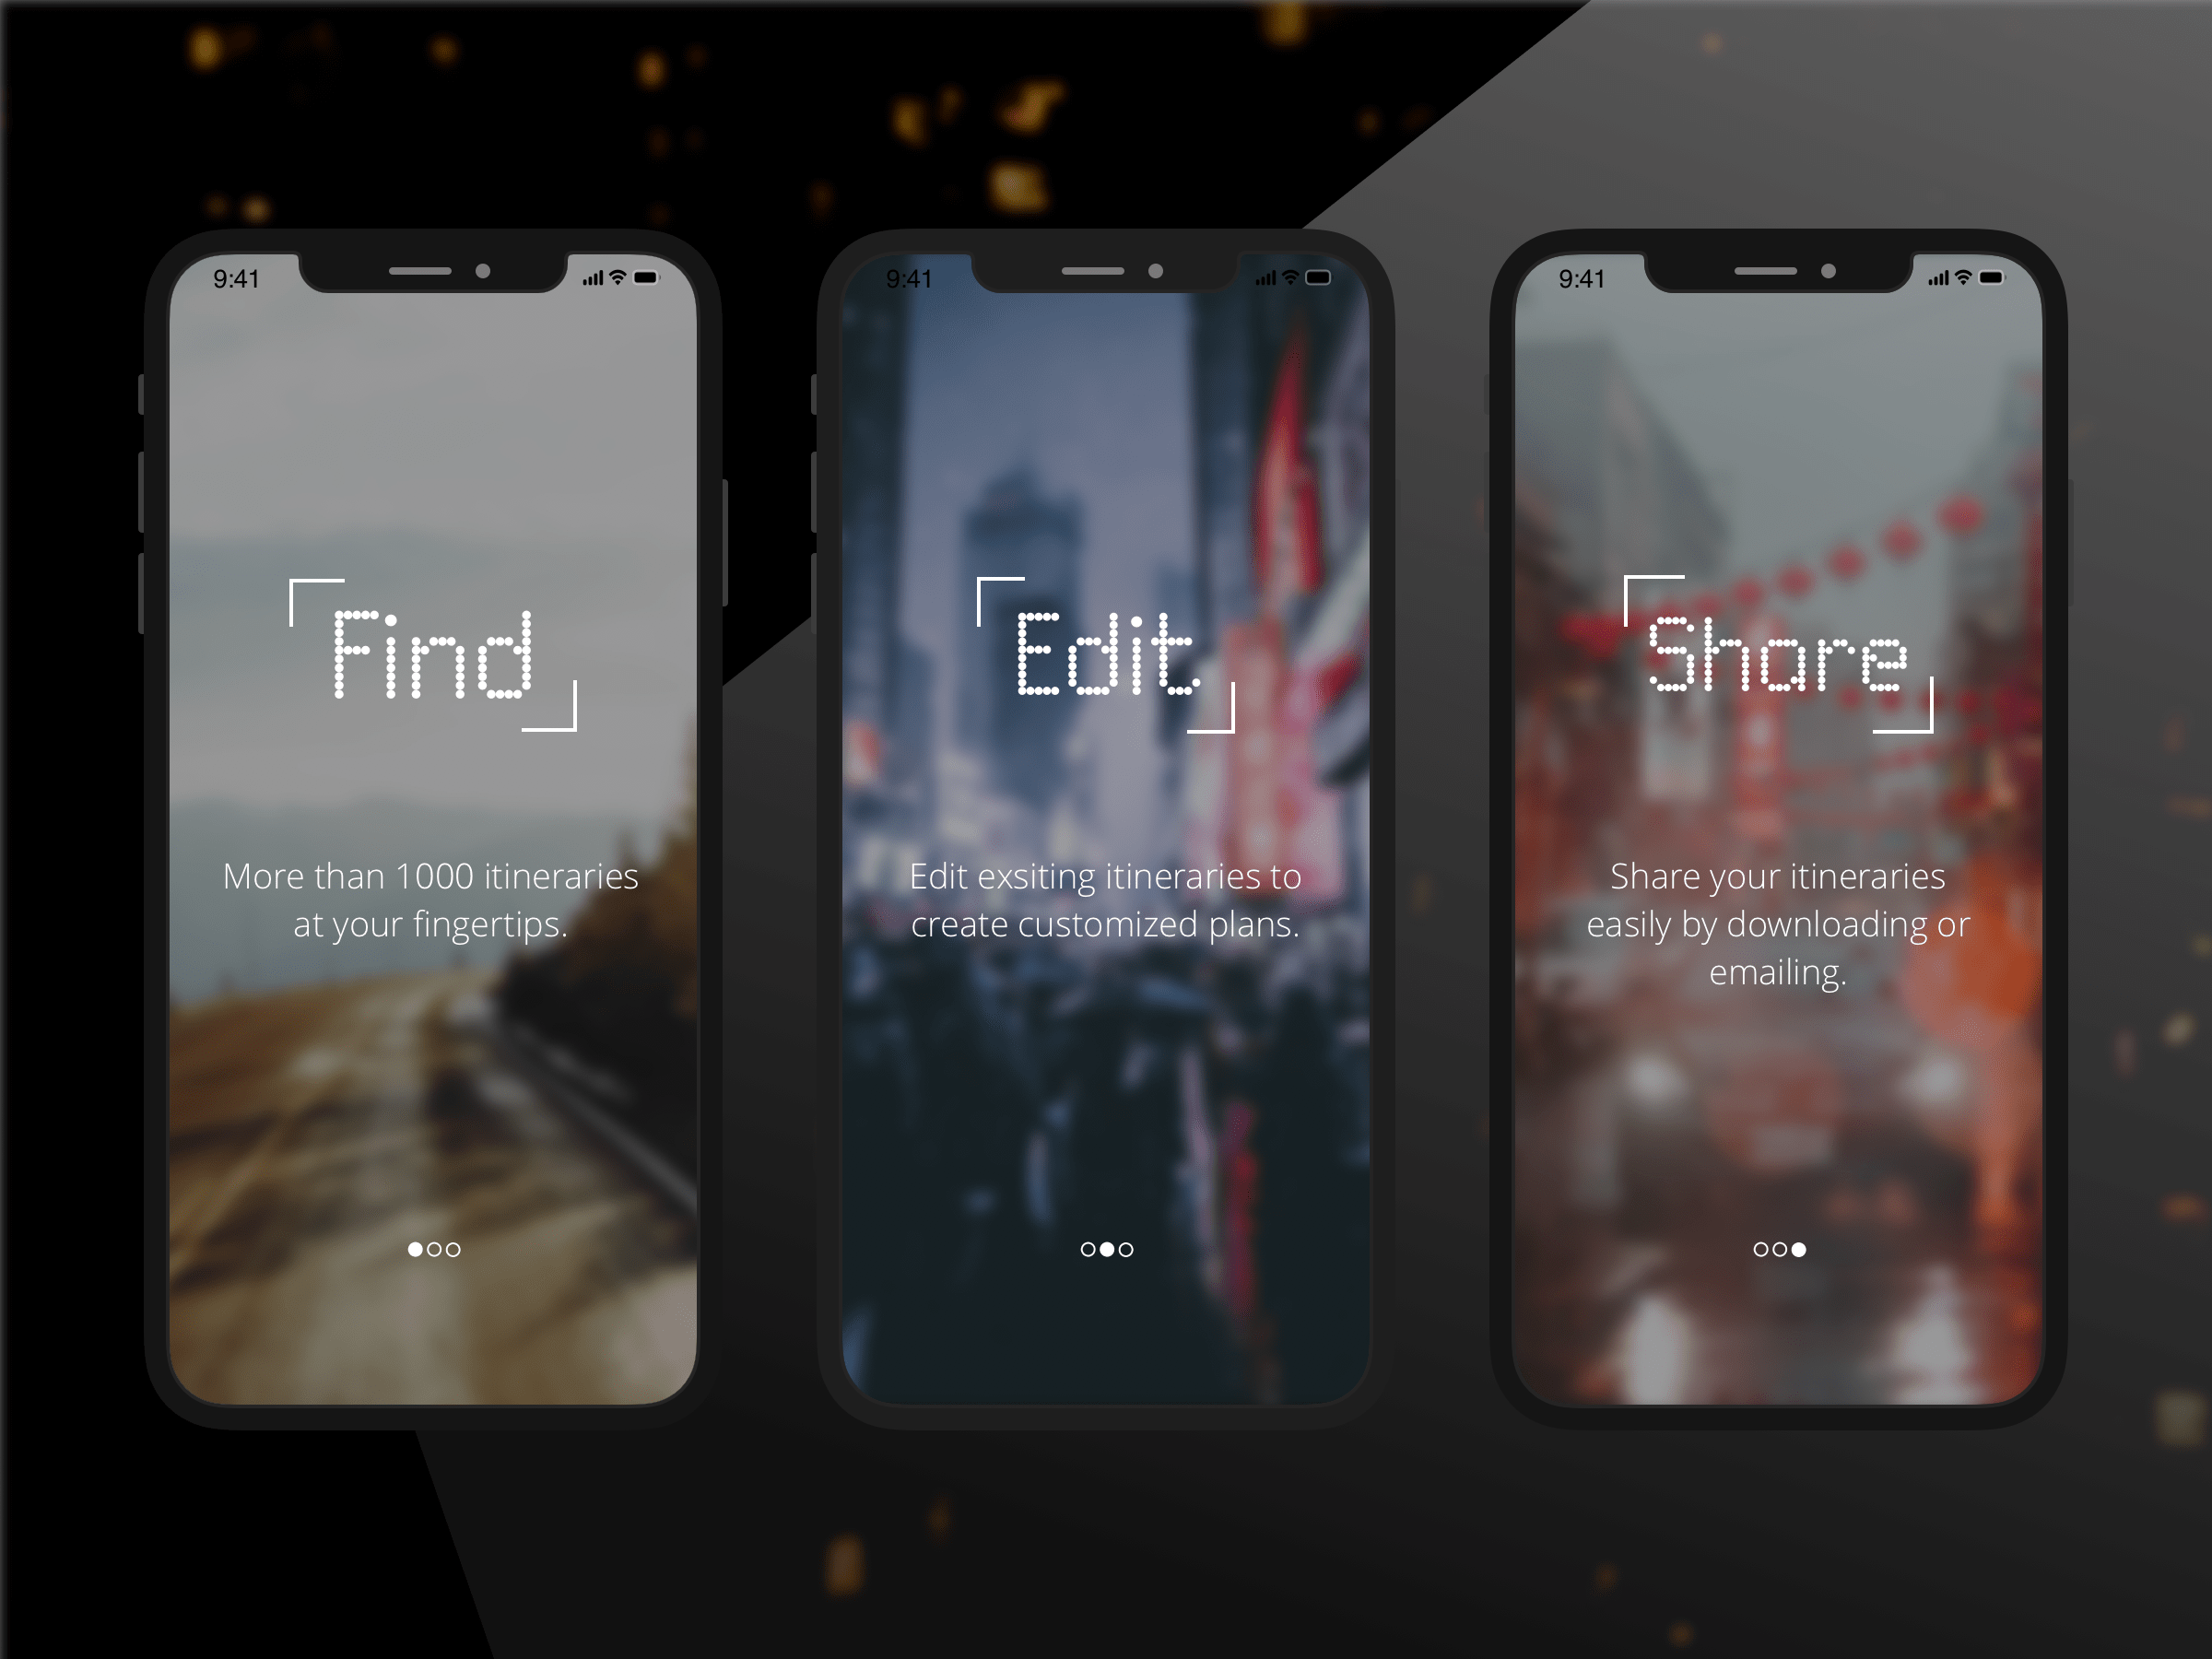 9:41
Find
More than 1000 itineraries
at your fingertips.
9:41
Edit
Edit exsiting itineraries to
create customized plans.
9:41
Share
Share your itineraries
easily by downloading or
emailing.